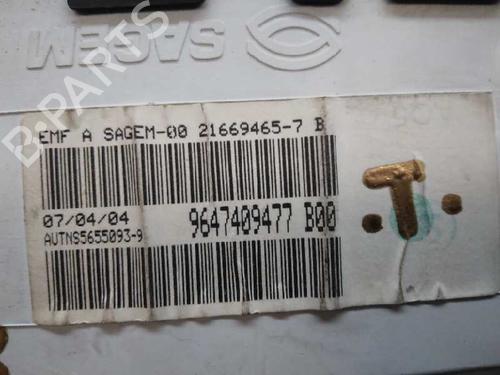 SAGEM
EMF A SAGEM-00 21669465-7 B
07/04/04
9647409477 B00
AUTNS5655093-9
.T.
B-PARTS